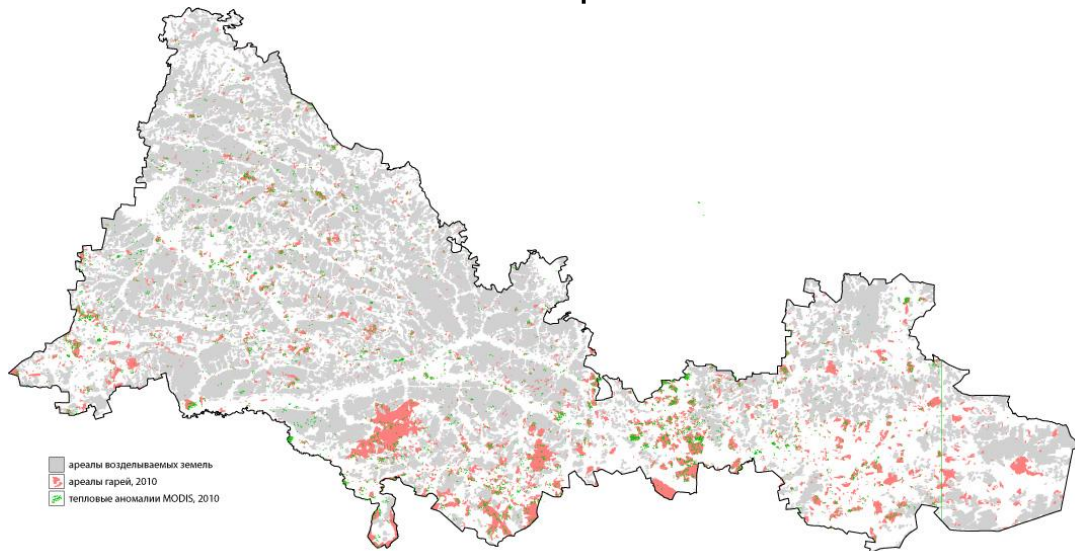 ареалы возделываемых земель
ареалы гарей, 2010
тепловые аномалии MODIS, 2010